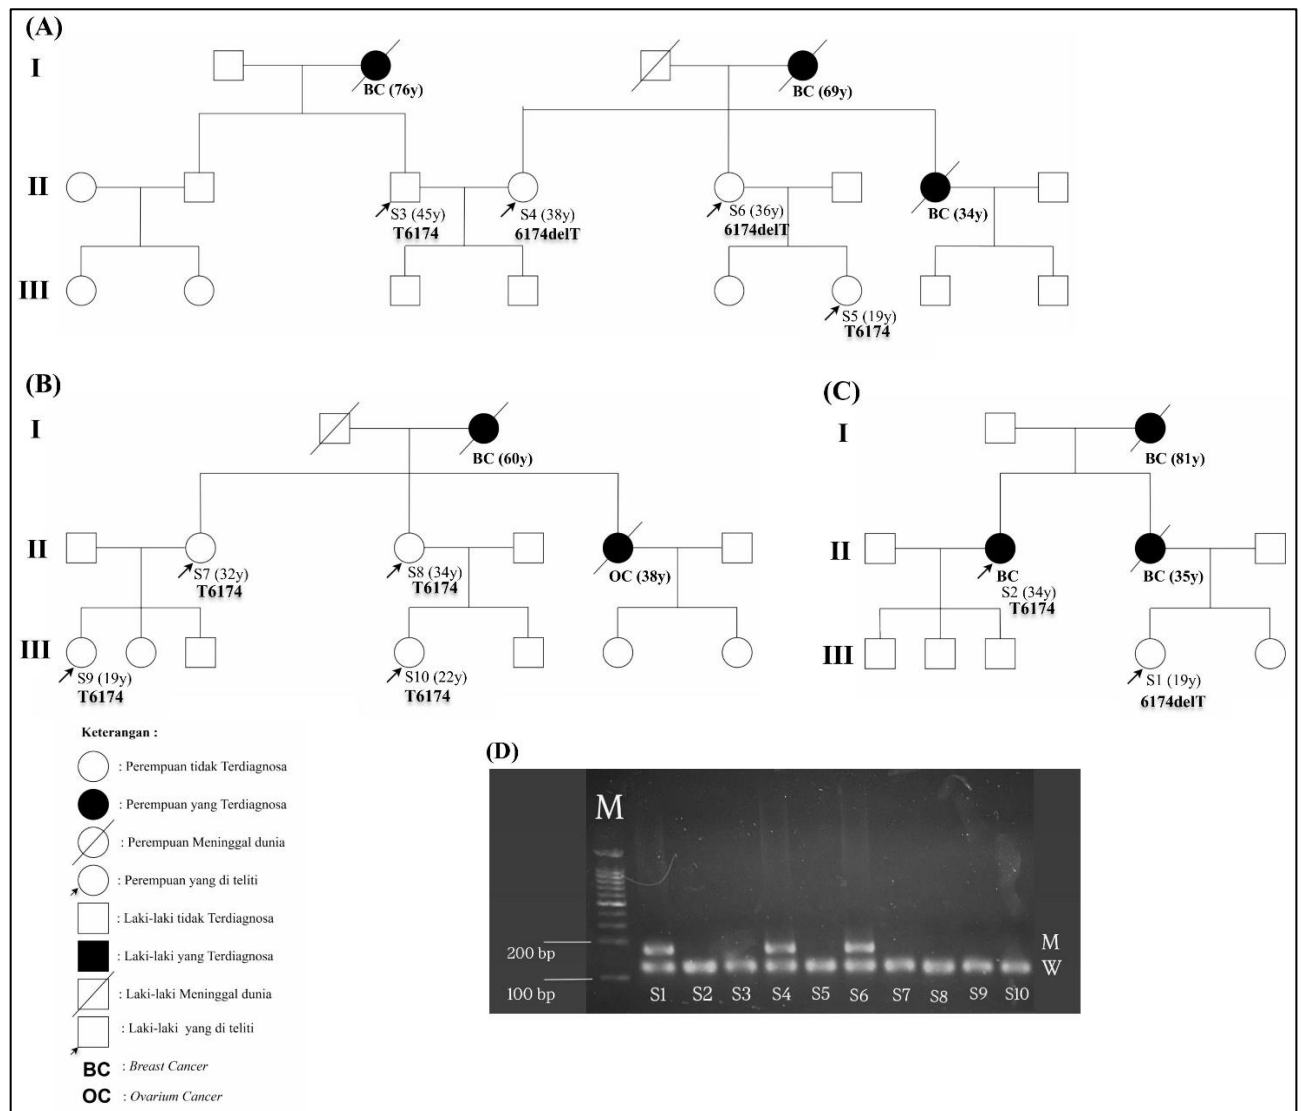 (A)
I
BC (76y)
BC (69y)
II
S3 (45y)
T6174
S4 (38y)
6174delT
S6 (36y)
6174delT
BC (34y)
III
S5 (19y)
T6174
(B)
I
BC (60y)
II
S7 (32y)
T6174
S8 (34y)
T6174
OC (38y)
III
S9 (19y)
T6174
S10 (22y)
T6174
(C)
I
BC (81y)
II
BC
S2 (34y)
T6174
BC (35y)
III
S1 (19y)
6174delT
Keterangan :
: Perempuan tidak Terdiagnosa
: Perempuan yang Terdiagnosa
: Perempuan Meninggal dunia
: Perempuan yang di teliti
: Laki-laki tidak Terdiagnosa
: Laki-laki yang Terdiagnosa
: Laki-laki Meninggal dunia
: Laki-laki yang di teliti
BC : Breast Cancer
OC : Ovarium Cancer
(D)
M
200 bp
100 bp
M
W
S1 S2 S3 S4 S5 S6 S7 S8 S9 S10